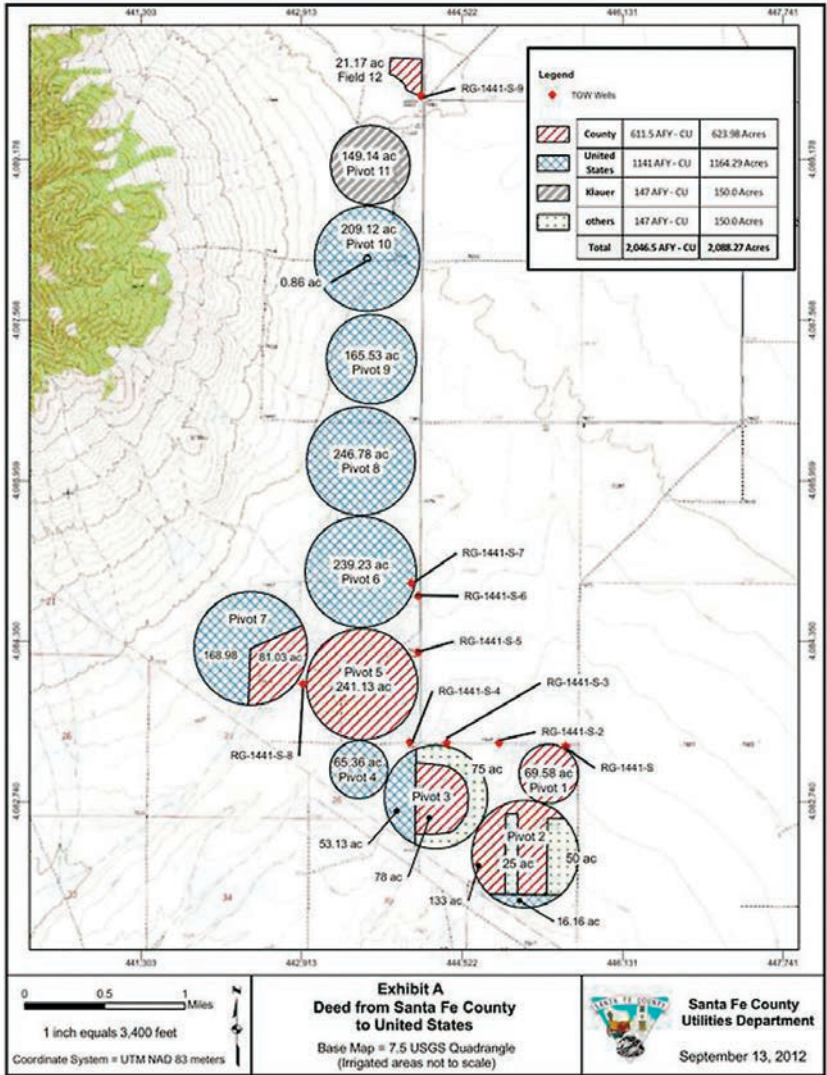 441,303 442,913 444,522 446,131 447,741
4,089,178
4,087,568
4,085,959
4,084,350
4,082,740
4,089,178
4,087,568
4,085,959
4,084,350
4,082,740
21.17 ac
Field 12
RG-1441-S-9
Legend
TGW Wells
County 611.5 AFY - CU 623.98 Acres
United States 1141 AFY - CU 1164.29 Acres
Klauer 147 AFY - CU 150.0 Acres
others 147 AFY - CU 150.0 Acres
Total 2,046.5 AFY - CU 2,088.27 Acres
149.14 ac
Pivot 11
209.12 ac
Pivot 10
0.86 ac
165.53 ac
Pivot 9
246.78 ac
Pivot 8
239.23 ac
Pivot 6
RG-1441-S-7
RG-1441-S-6
Pivot 7
168.98 81.03 ac
RG-1441-S-5
Pivot 5
241.13 ac
RG-1441-S-3
RG-1441-S-4
RG-1441-S-2
RG-1441-S-8
RG-1441-S
65.36 ac
Pivot 4
75 ac
69.58 ac
Pivot 1
Pivot 3
Pivot 2
53.13 ac
25 ac
50 ac
78 ac
133 ac
16.16 ac
21
26
34
441,303 442,913 444,522 446,131 447,741
0 0.5 1
Miles
N
1 inch equals 3,400 feet
Coordinate System = UTM NAD 83 meters
Exhibit A
Deed from Santa Fe County
to United States
Base Map = 7.5 USGS Quadrangle
(Irrigated areas not to scale)
SANTA FE COUNTY
Santa Fe County
Utilities Department
September 13, 2012